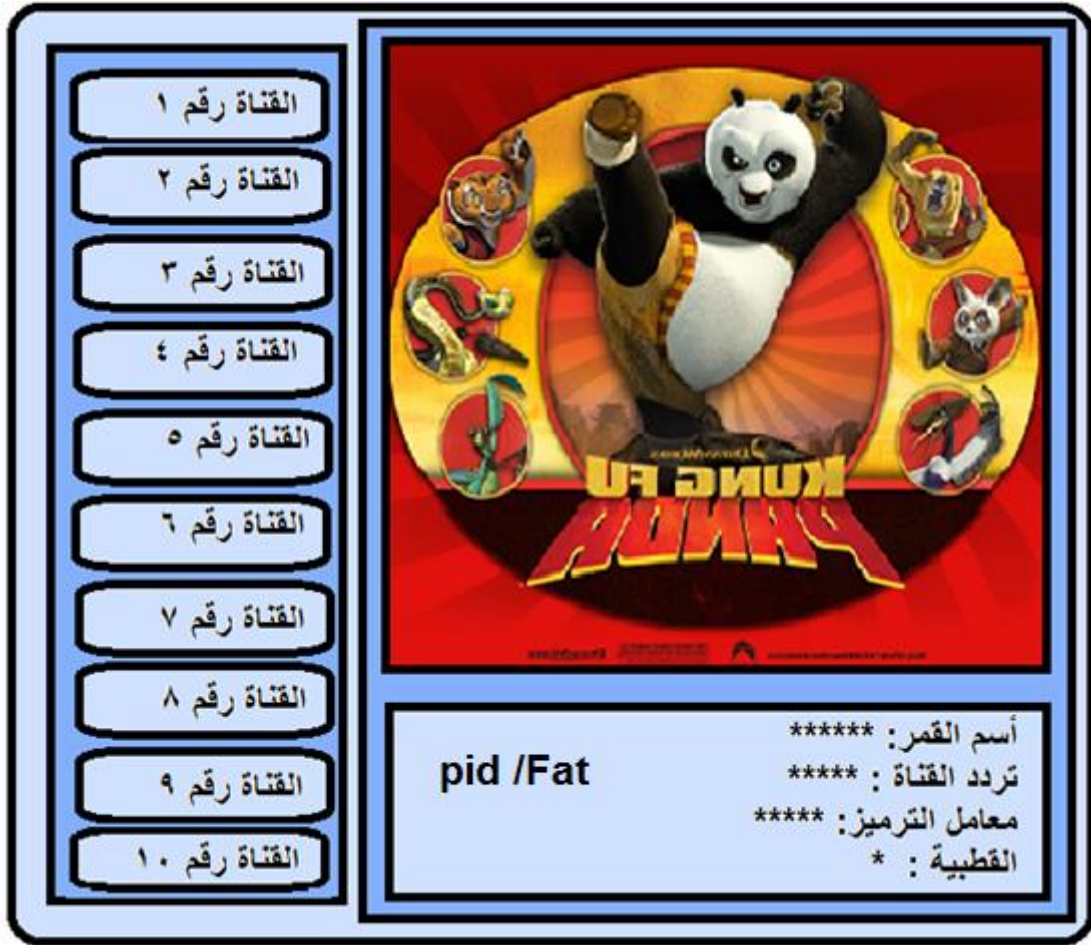 القناة رقم ١
القناة رقم ٢
القناة رقم ٣
القناة رقم ٤
القناة رقم ٥
القناة رقم ٦
القناة رقم ٧
القناة رقم ٨
القناة رقم ٩
القناة رقم ١٠
DREAMWORKS
KUNG FU
PANDA
أسم القمر: ******
تردد القناة : *****
معامل الترميز: *****
القطبية : *
pid /Fat